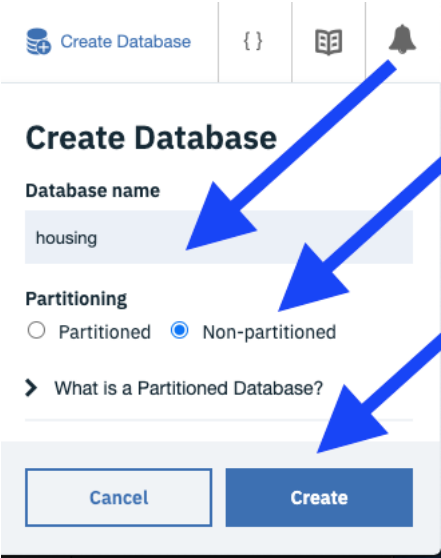 Create Database
{ }
Create Database
Database name
housing
Partitioning
Partitioned Non-partitioned
What is a Partitioned Database?
Cancel Create